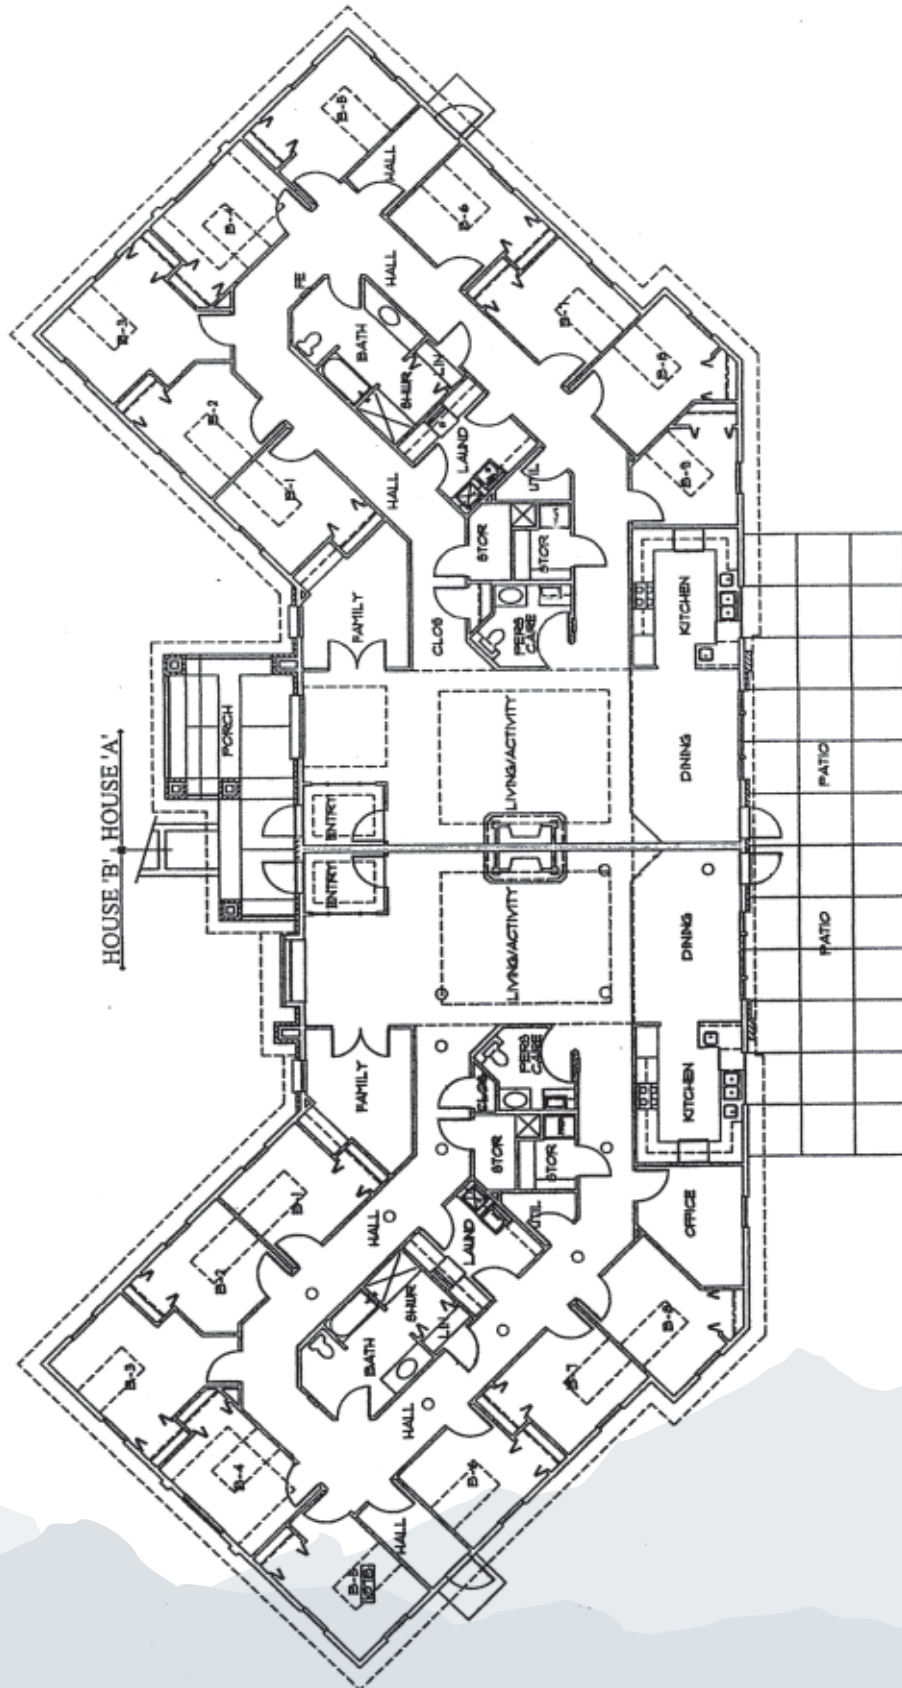 HOUSE 'B'
HOUSE 'A'
PORCH
ENTRY
ENTRY
FAMILY
FAMILY
LIVING/ACTIVITY
LIVING/ACTIVITY
DINING
DINING
KITCHEN
KITCHEN
PATIO
PATIO
OFFICE
CLOS
CLOS
PERS
CARE
PERS
CARE
STOR
STOR
STOR
STOR
UTIL
UTIL
LAUND
LAUND
LIN
LIN
SHWR
SHWR
BATH
BATH
FE
HALL
HALL
HALL
HALL
HALL
HALL
B-1
B-2
B-3
B-4
B-5
B-6
B-7
B-8
B-9
B-1
B-2
B-3
B-4
B-5
B-6
B-7
B-8